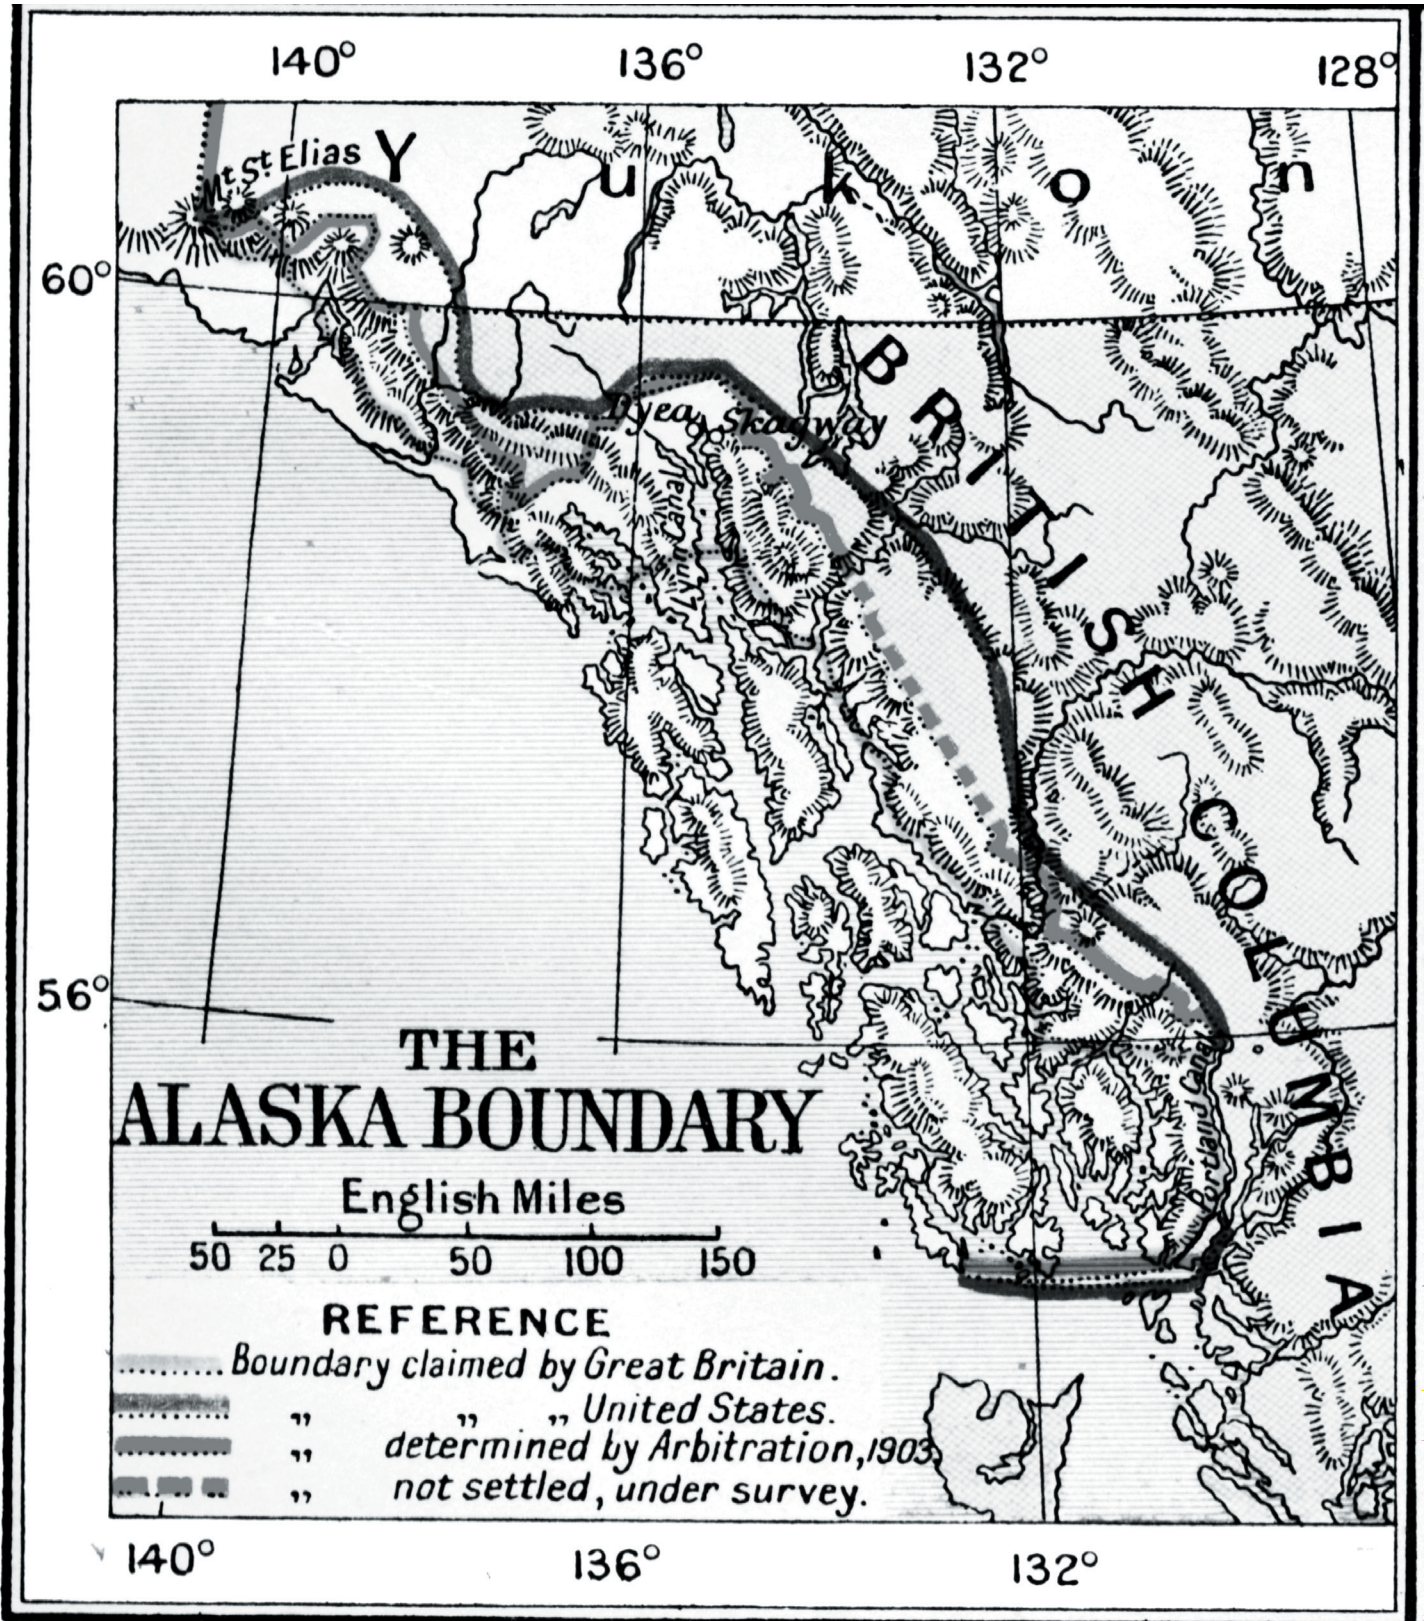 140° 136° 132° 128°
Mt St Elias
Y u k o n
60°
BRITISH COLUMBIA
Dyea Skagway
Lynn Canal
56°
Portland Canal
THE
ALASKA BOUNDARY
English Miles
50 25 0 50 100 150
REFERENCE
Boundary claimed by Great Britain.
„ „ „ United States.
„ determined by Arbitration, 1903.
„ not settled, under survey.
140° 136° 132°